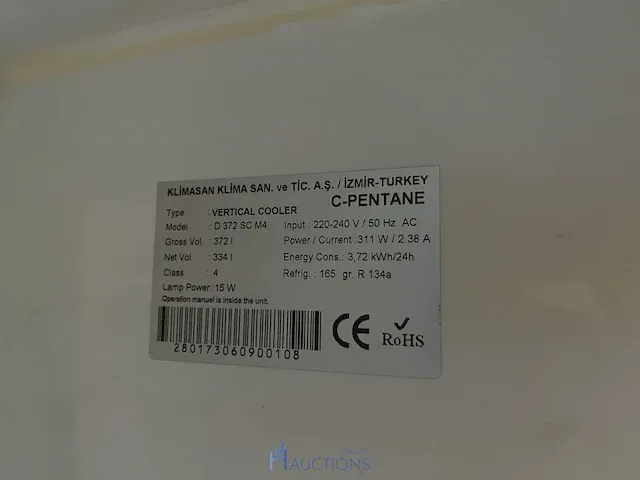 KLİMASAN KLİMA SAN. ve TİC. A.Ş. / İZMİR-TURKEY
C-PENTANE
Type : VERTICAL COOLER
Model : D 372 SC M4 Input : 220-240 V / 50 Hz AC
Gross Vol. : 372 l Power / Current : 311 W / 2.38 A
Net Vol : 334 l Energy Cons.: 3,72 kWh/24h
Class : 4 Refrig. : 165 gr. R 134a
Lamp Power: 15 W
Operation manuel is inside the unit.
280173060900108
CE
RoHS
AUCTIONS